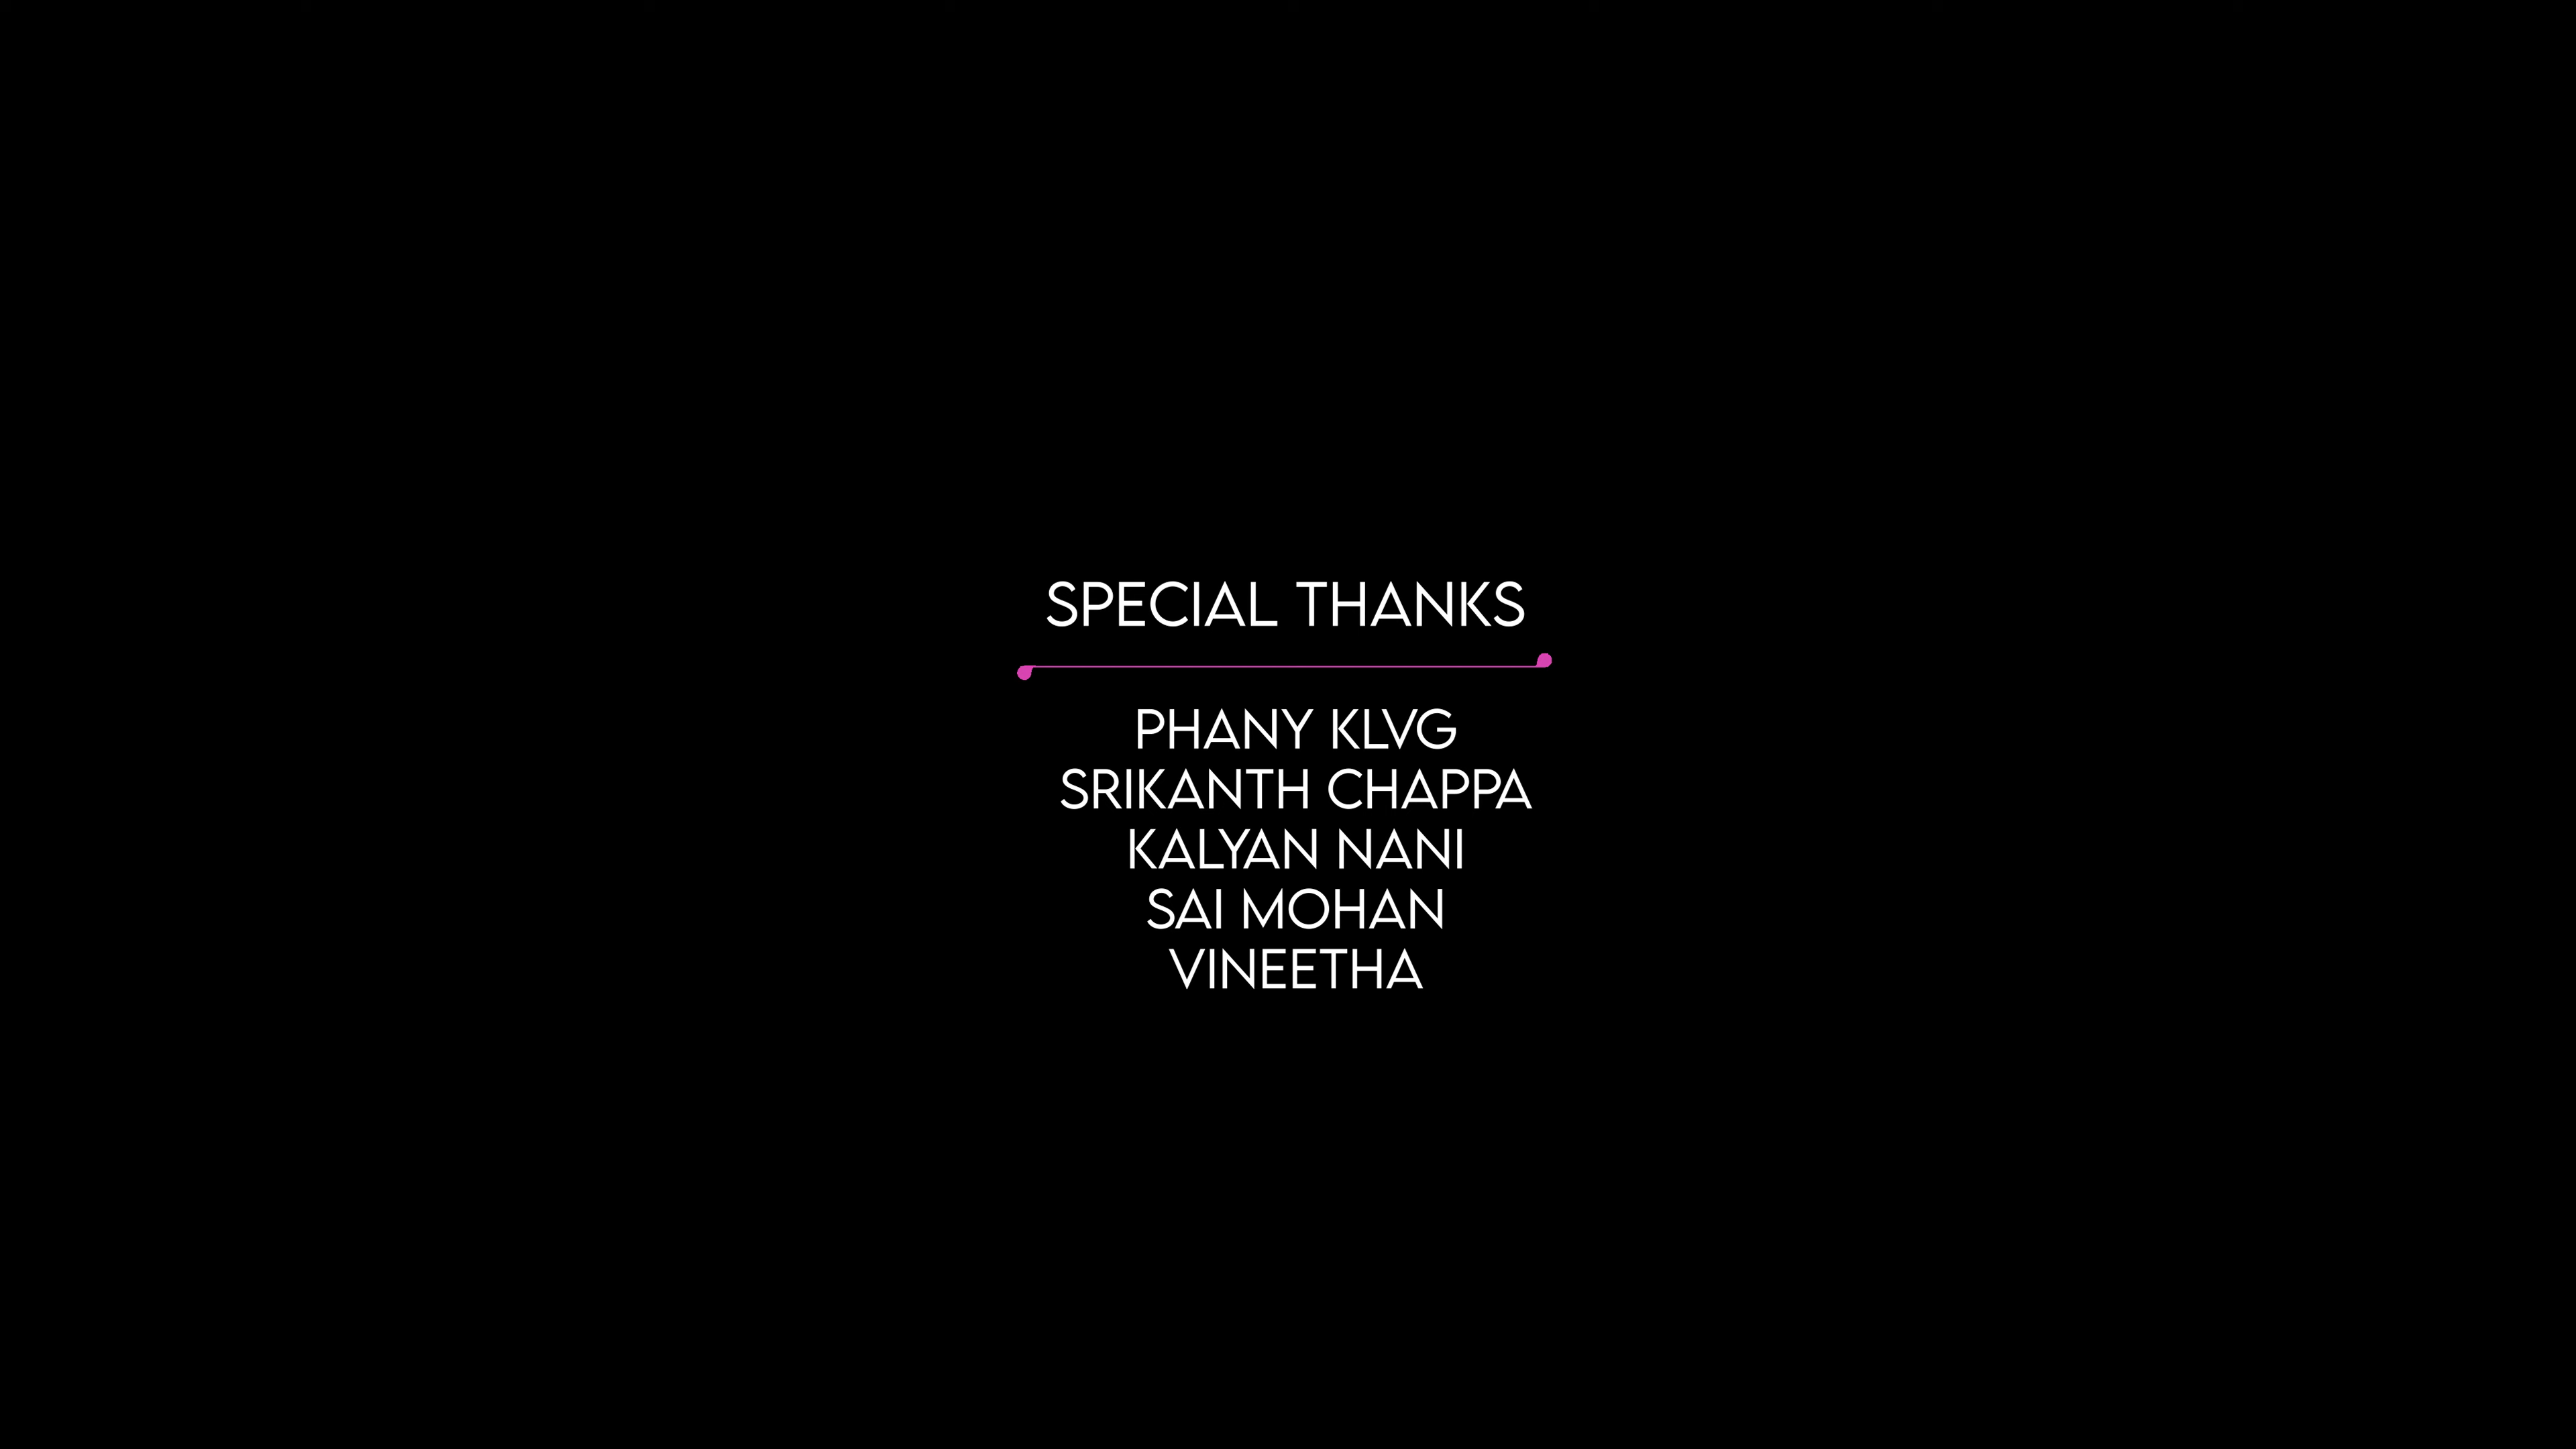 SPECIAL THANKS
PHANY KLVG
SRIKANTH CHAPPA
KALYAN NANI
SAI MOHAN
VINEETHA